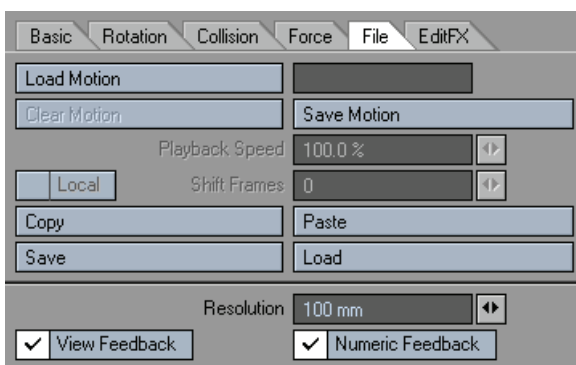 Basic Rotation Collision Force File EditFX
Load Motion
Clear Motion Save Motion
Playback Speed 100.0 %
Local Shift Frames 0
Copy Paste
Save Load
Resolution 100 mm
View Feedback Numeric Feedback